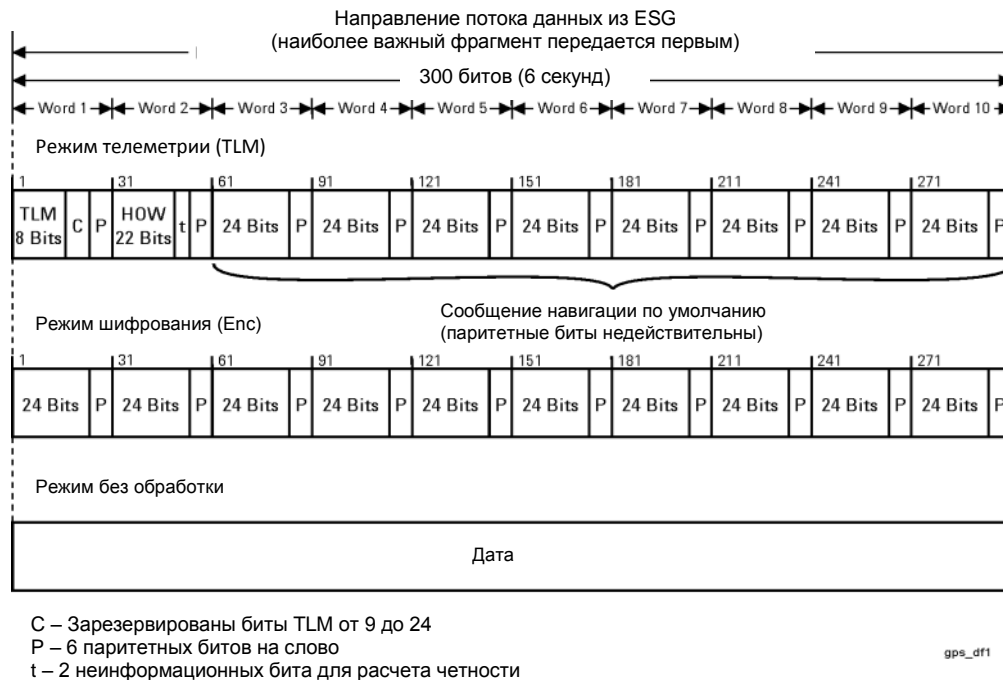 Направление потока данных из ESG
(наиболее важный фрагмент передается первым)
300 битов (6 секунд)
Word 1 Word 2 Word 3 Word 4 Word 5 Word 6 Word 7 Word 8 Word 9 Word 10
Режим телеметрии (TLM)
1 31 61 91 121 151 181 211 241 271
TLM 8 Bits C P HOW 22 Bits t P 24 Bits P 24 Bits P 24 Bits P 24 Bits P 24 Bits P 24 Bits P 24 Bits P 24 Bits P
Сообщение навигации по умолчанию
(паритетные биты недействительны)
Режим шифрования (Enc)
1 31 61 91 121 151 181 211 241 271
24 Bits P 24 Bits P 24 Bits P 24 Bits P 24 Bits P 24 Bits P 24 Bits P 24 Bits P 24 Bits P 24 Bits P
Режим без обработки
Дата
C – Зарезервированы биты TLM от 9 до 24
P – 6 паритетных битов на слово
t – 2 неинформационных бита для расчета четности
gps_df1